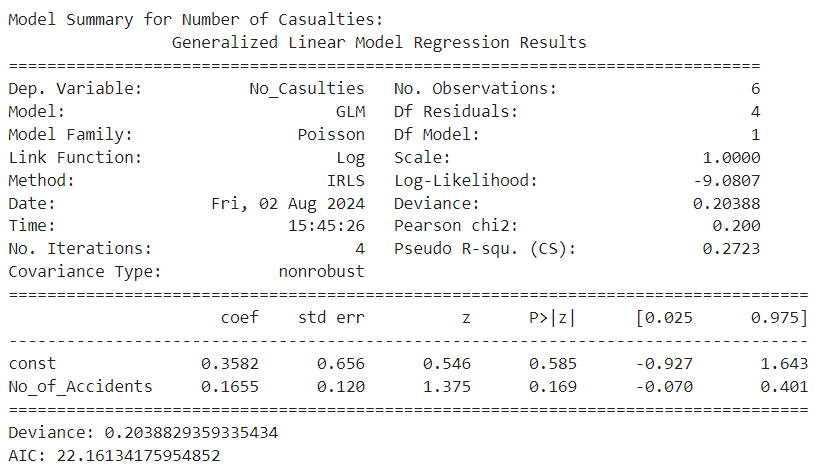 Model Summary for Number of Casualties:
Generalized Linear Model Regression Results
==============================================================================
Dep. Variable: No_Casulties No. Observations: 6
Model: GLM Df Residuals: 4
Model Family: Poisson Df Model: 1
Link Function: Log Scale: 1.0000
Method: IRLS Log-Likelihood: -9.0807
Date: Fri, 02 Aug 2024 Deviance: 0.20388
Time: 15:45:26 Pearson chi2: 0.200
No. Iterations: 4 Pseudo R-squ. (CS): 0.2723
Covariance Type: nonrobust
===================================================================================
coef std err z P>|z| [0.025 0.975]
-----------------------------------------------------------------------------------
const 0.3582 0.656 0.546 0.585 -0.927 1.643
No_of_Accidents 0.1655 0.120 1.375 0.169 -0.070 0.401
===================================================================================
Deviance: 0.2038829359335434
AIC: 22.16134175954852